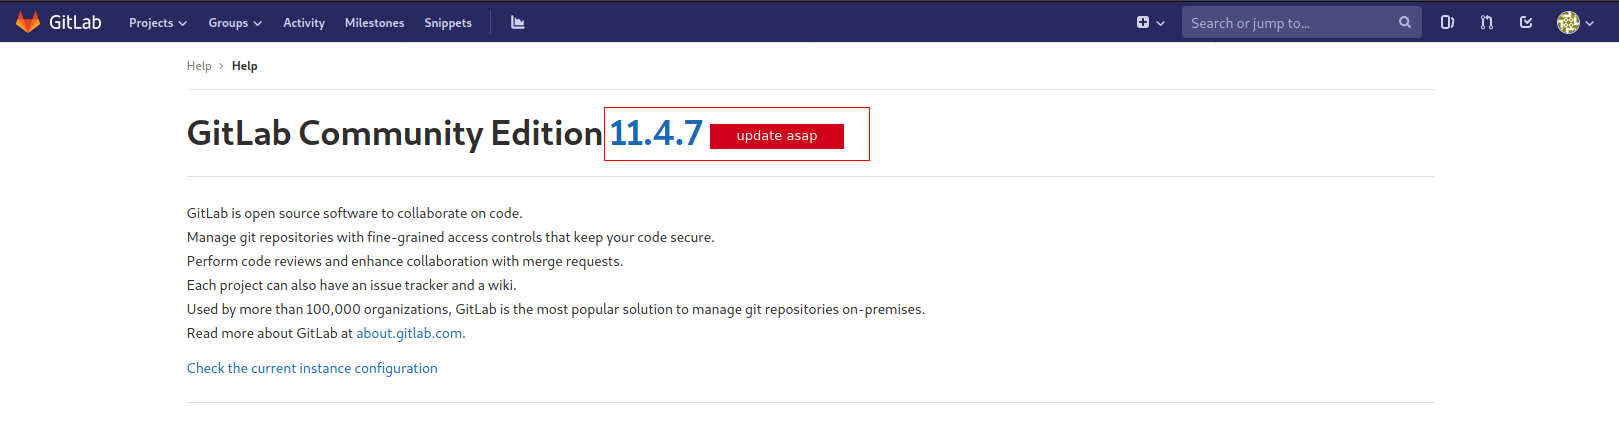 GitLab Projects Groups Activity Milestones Snippets Search or jump to...
Help › Help
GitLab Community Edition 11.4.7 update asap
GitLab is open source software to collaborate on code.
Manage git repositories with fine-grained access controls that keep your code secure.
Perform code reviews and enhance collaboration with merge requests.
Each project can also have an issue tracker and a wiki.
Used by more than 100,000 organizations, GitLab is the most popular solution to manage git repositories on-premises.
Read more about GitLab at about.gitlab.com.
Check the current instance configuration